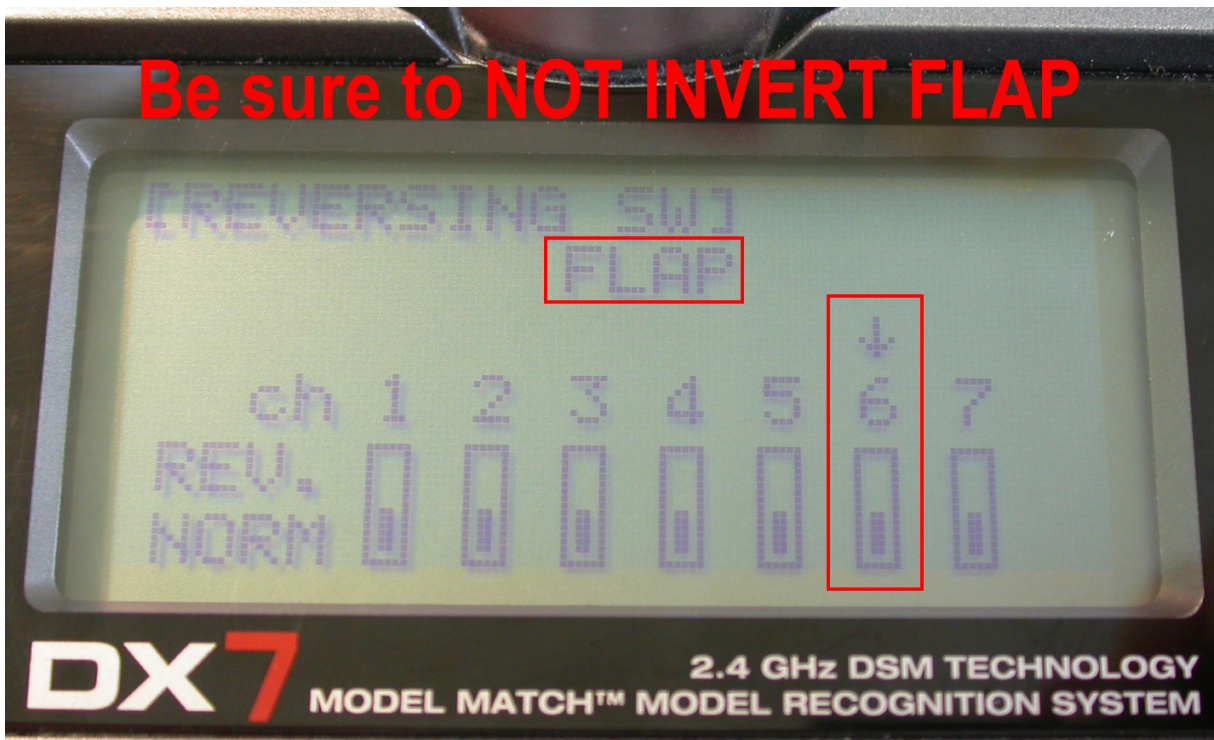 Be sure to NOT INVERT FLAP
[REVERSING SW]
FLAP
↓
ch 1 2 3 4 5 6 7
REV.
NORM
DX7
2.4 GHz DSM TECHNOLOGY
MODEL MATCH™ MODEL RECOGNITION SYSTEM